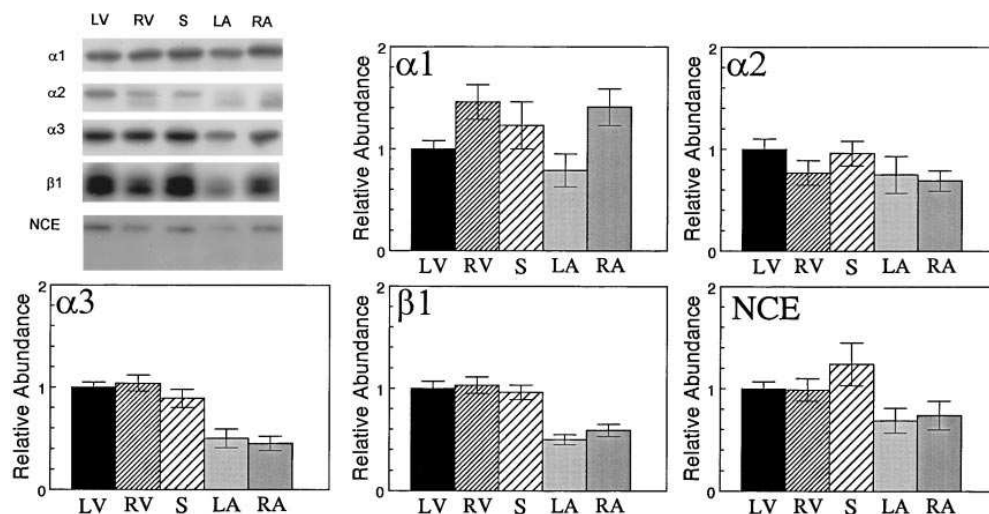 LV RV S LA RA
α1
α2
α3
β1
NCE
α1
Relative Abundance
2
1
0
LV RV S LA RA
α2
Relative Abundance
2
1
0
LV RV S LA RA
α3
Relative Abundance
2
1
0
LV RV S LA RA
β1
Relative Abundance
2
1
0
LV RV S LA RA
NCE
Relative Abundance
2
1
0
LV RV S LA RA